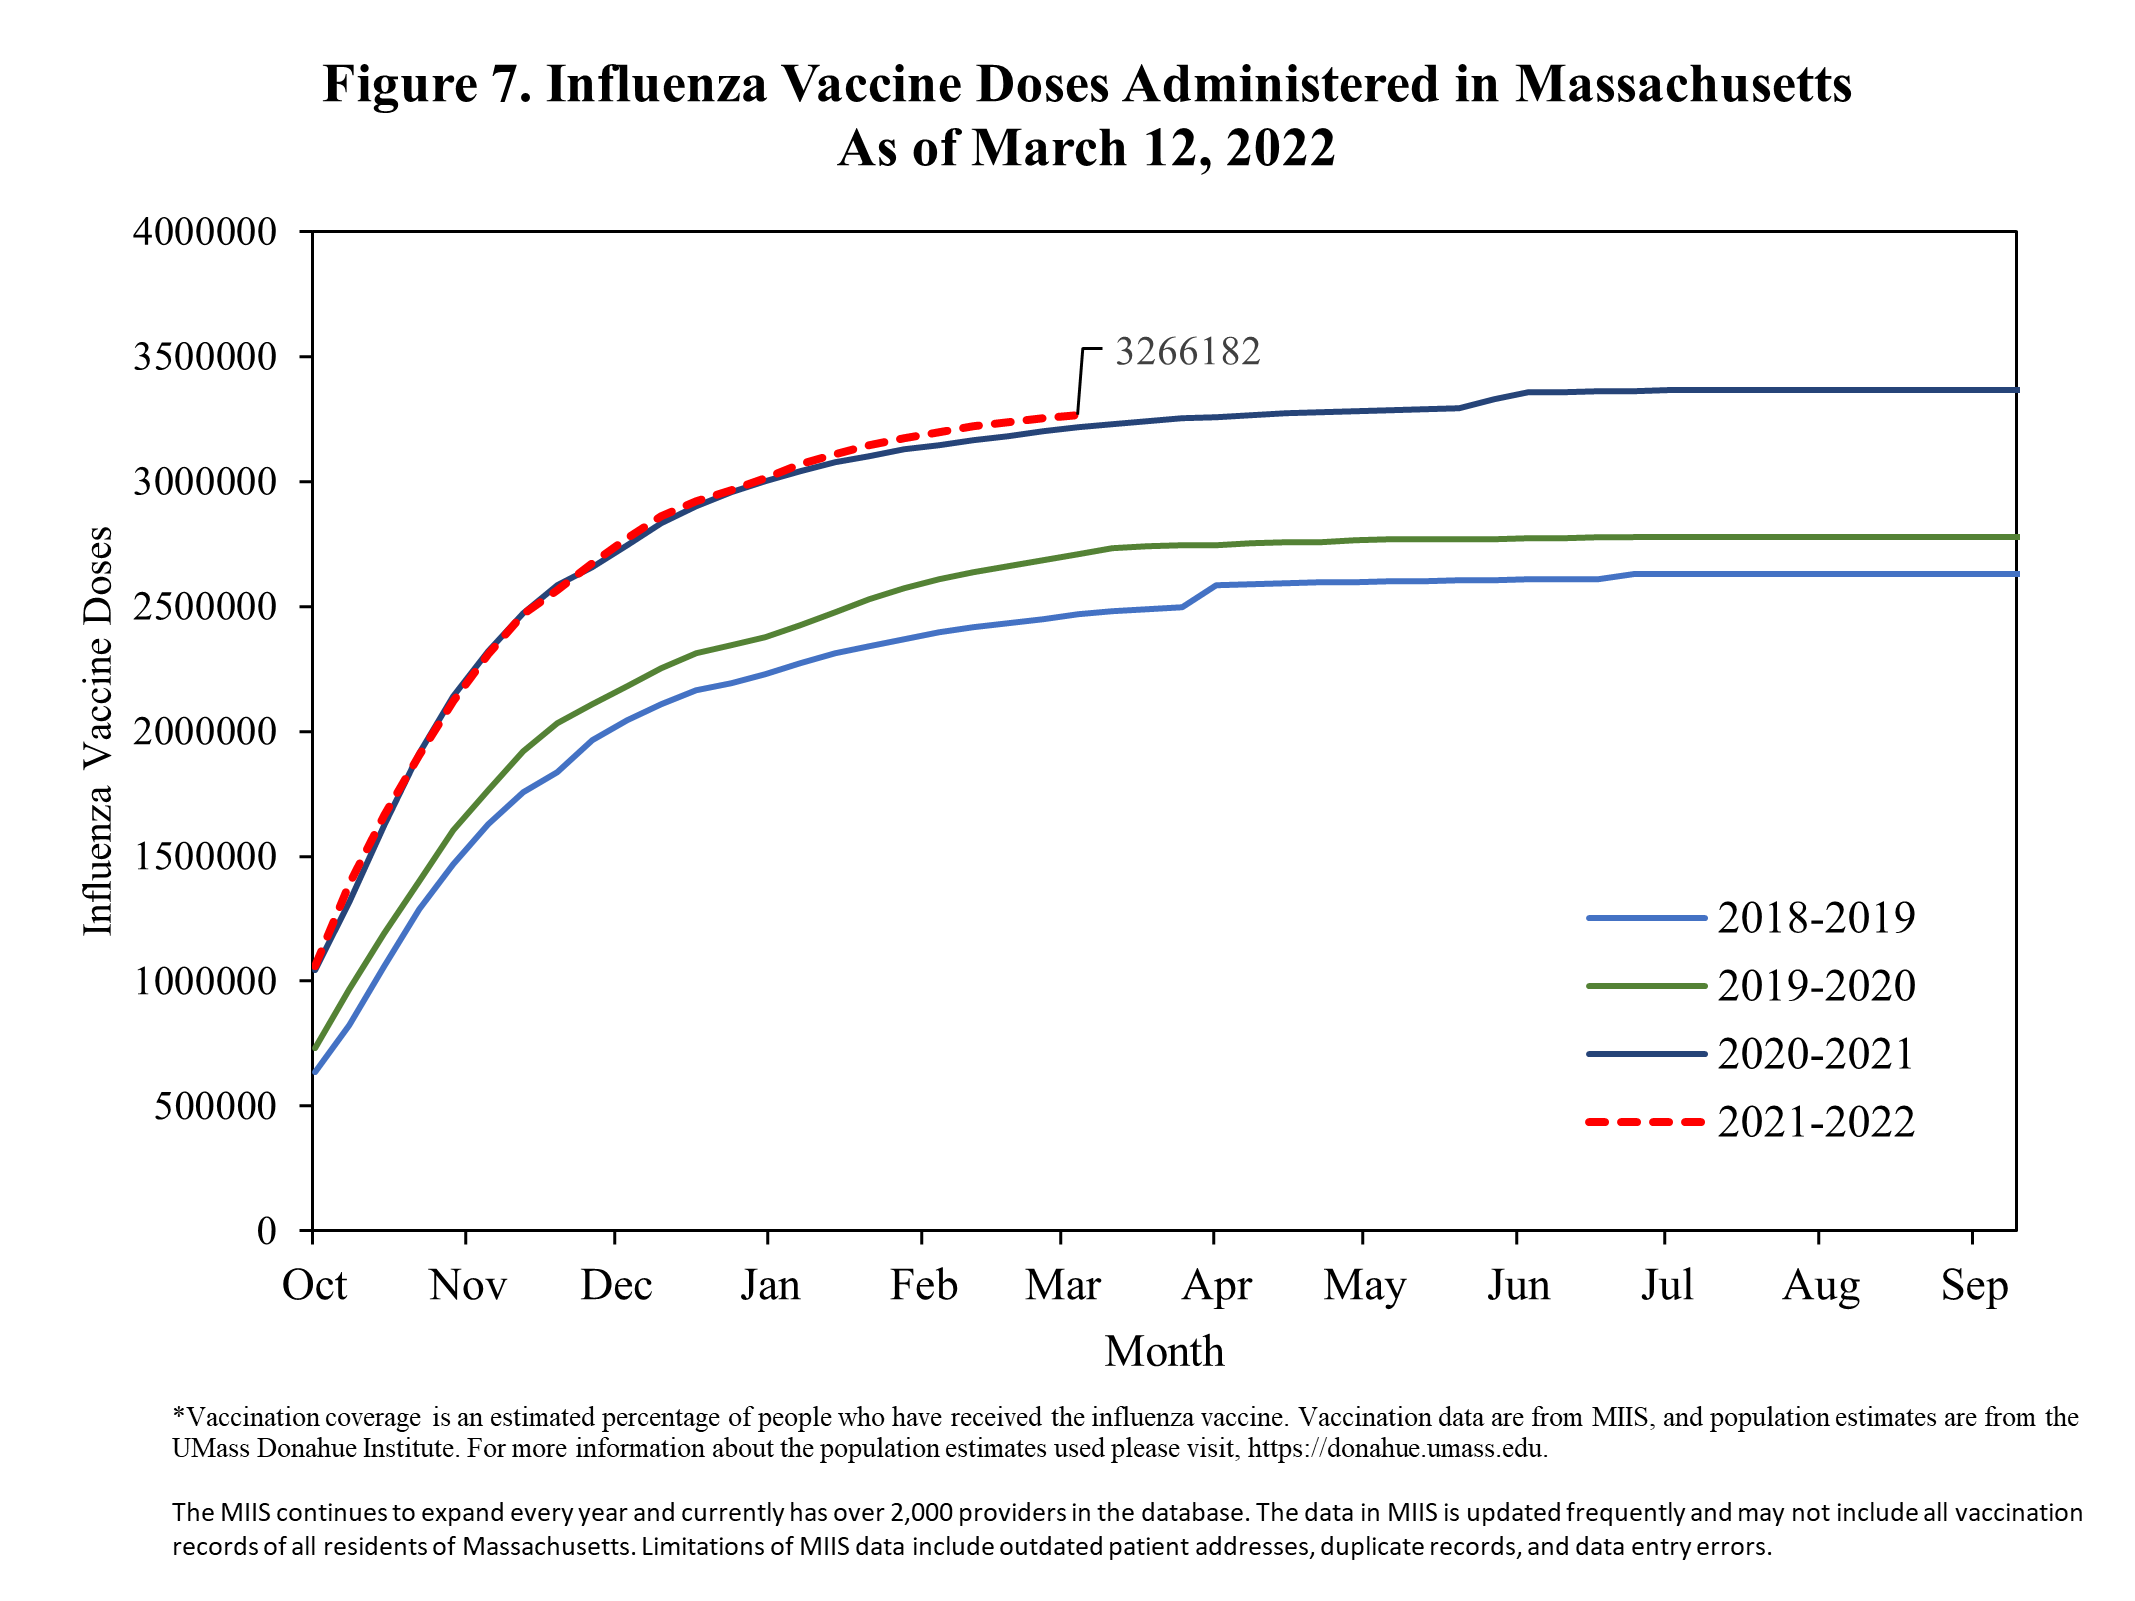 Figure 7. Influenza Vaccine Doses Administered in Massachusetts
As of March 12, 2022
4000000
3500000
3000000
2500000
2000000
1500000
1000000
500000
0
Influenza Vaccine Doses
3266182
2018-2019
2019-2020
2020-2021
2021-2022
Oct Nov Dec Jan Feb Mar Apr May Jun Jul Aug Sep
Month
*Vaccination coverage is an estimated percentage of people who have received the influenza vaccine. Vaccination data are from MIIS, and population estimates are from the
UMass Donahue Institute. For more information about the population estimates used please visit, https://donahue.umass.edu.
The MIIS continues to expand every year and currently has over 2,000 providers in the database. The data in MIIS is updated frequently and may not include all vaccination
records of all residents of Massachusetts. Limitations of MIIS data include outdated patient addresses, duplicate records, and data entry errors.